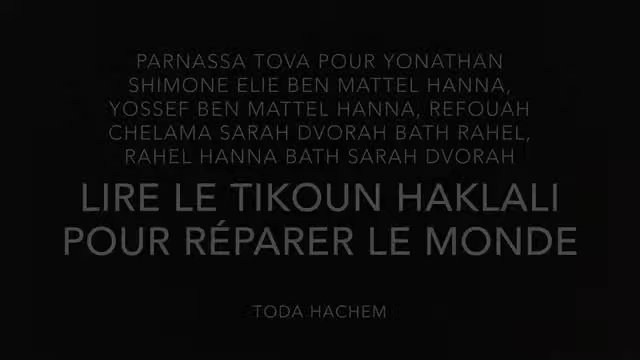 PARNASSA TOVA POUR YONATHAN
SHIMONE ELIE BEN MATTEL HANNA,
YOSSEF BEN MATTEL HANNA, REFOUAH
CHELAMA SARAH DVORAH BATH RAHEL,
RAHEL HANNA BATH SARAH DVORAH
LIRE LE TIKOUN HAKLALI
POUR RÉPARER LE MONDE
TODA HACHEM